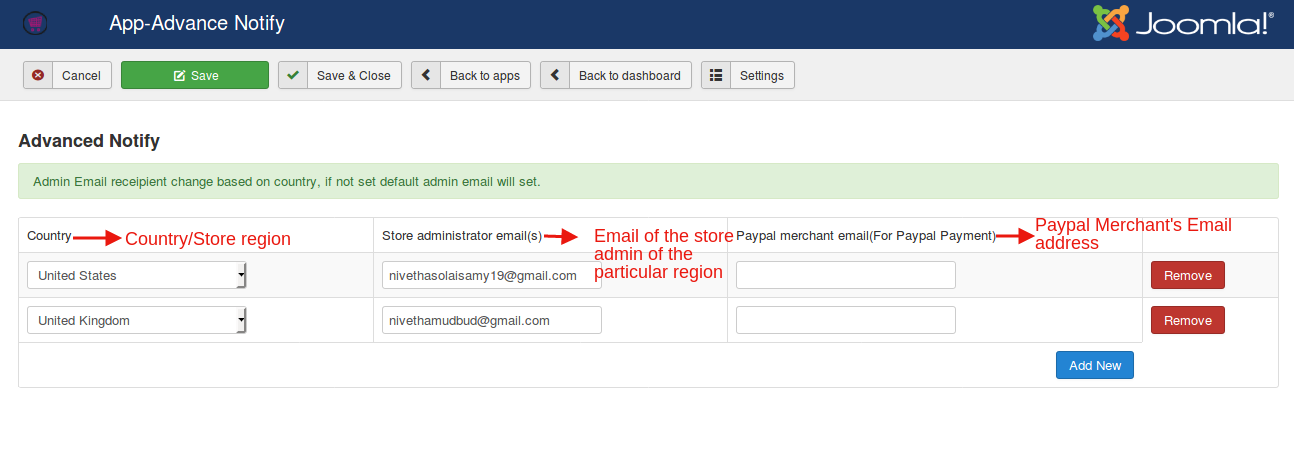 App-Advance Notify
Joomla!®
Cancel
Save
Save & Close
Back to apps
Back to dashboard
Settings
Advanced Notify
Admin Email receipient change based on country, if not set default admin email will set.
Country
Country/Store region
Store administrator email(s)
Email of the store
admin of the
particular region
Paypal merchant email(For Paypal Payment)
Paypal Merchant's Email
address
United States
nivethasolaisamy19@gmail.com
Remove
United Kingdom
nivethamudbud@gmail.com
Remove
Add New